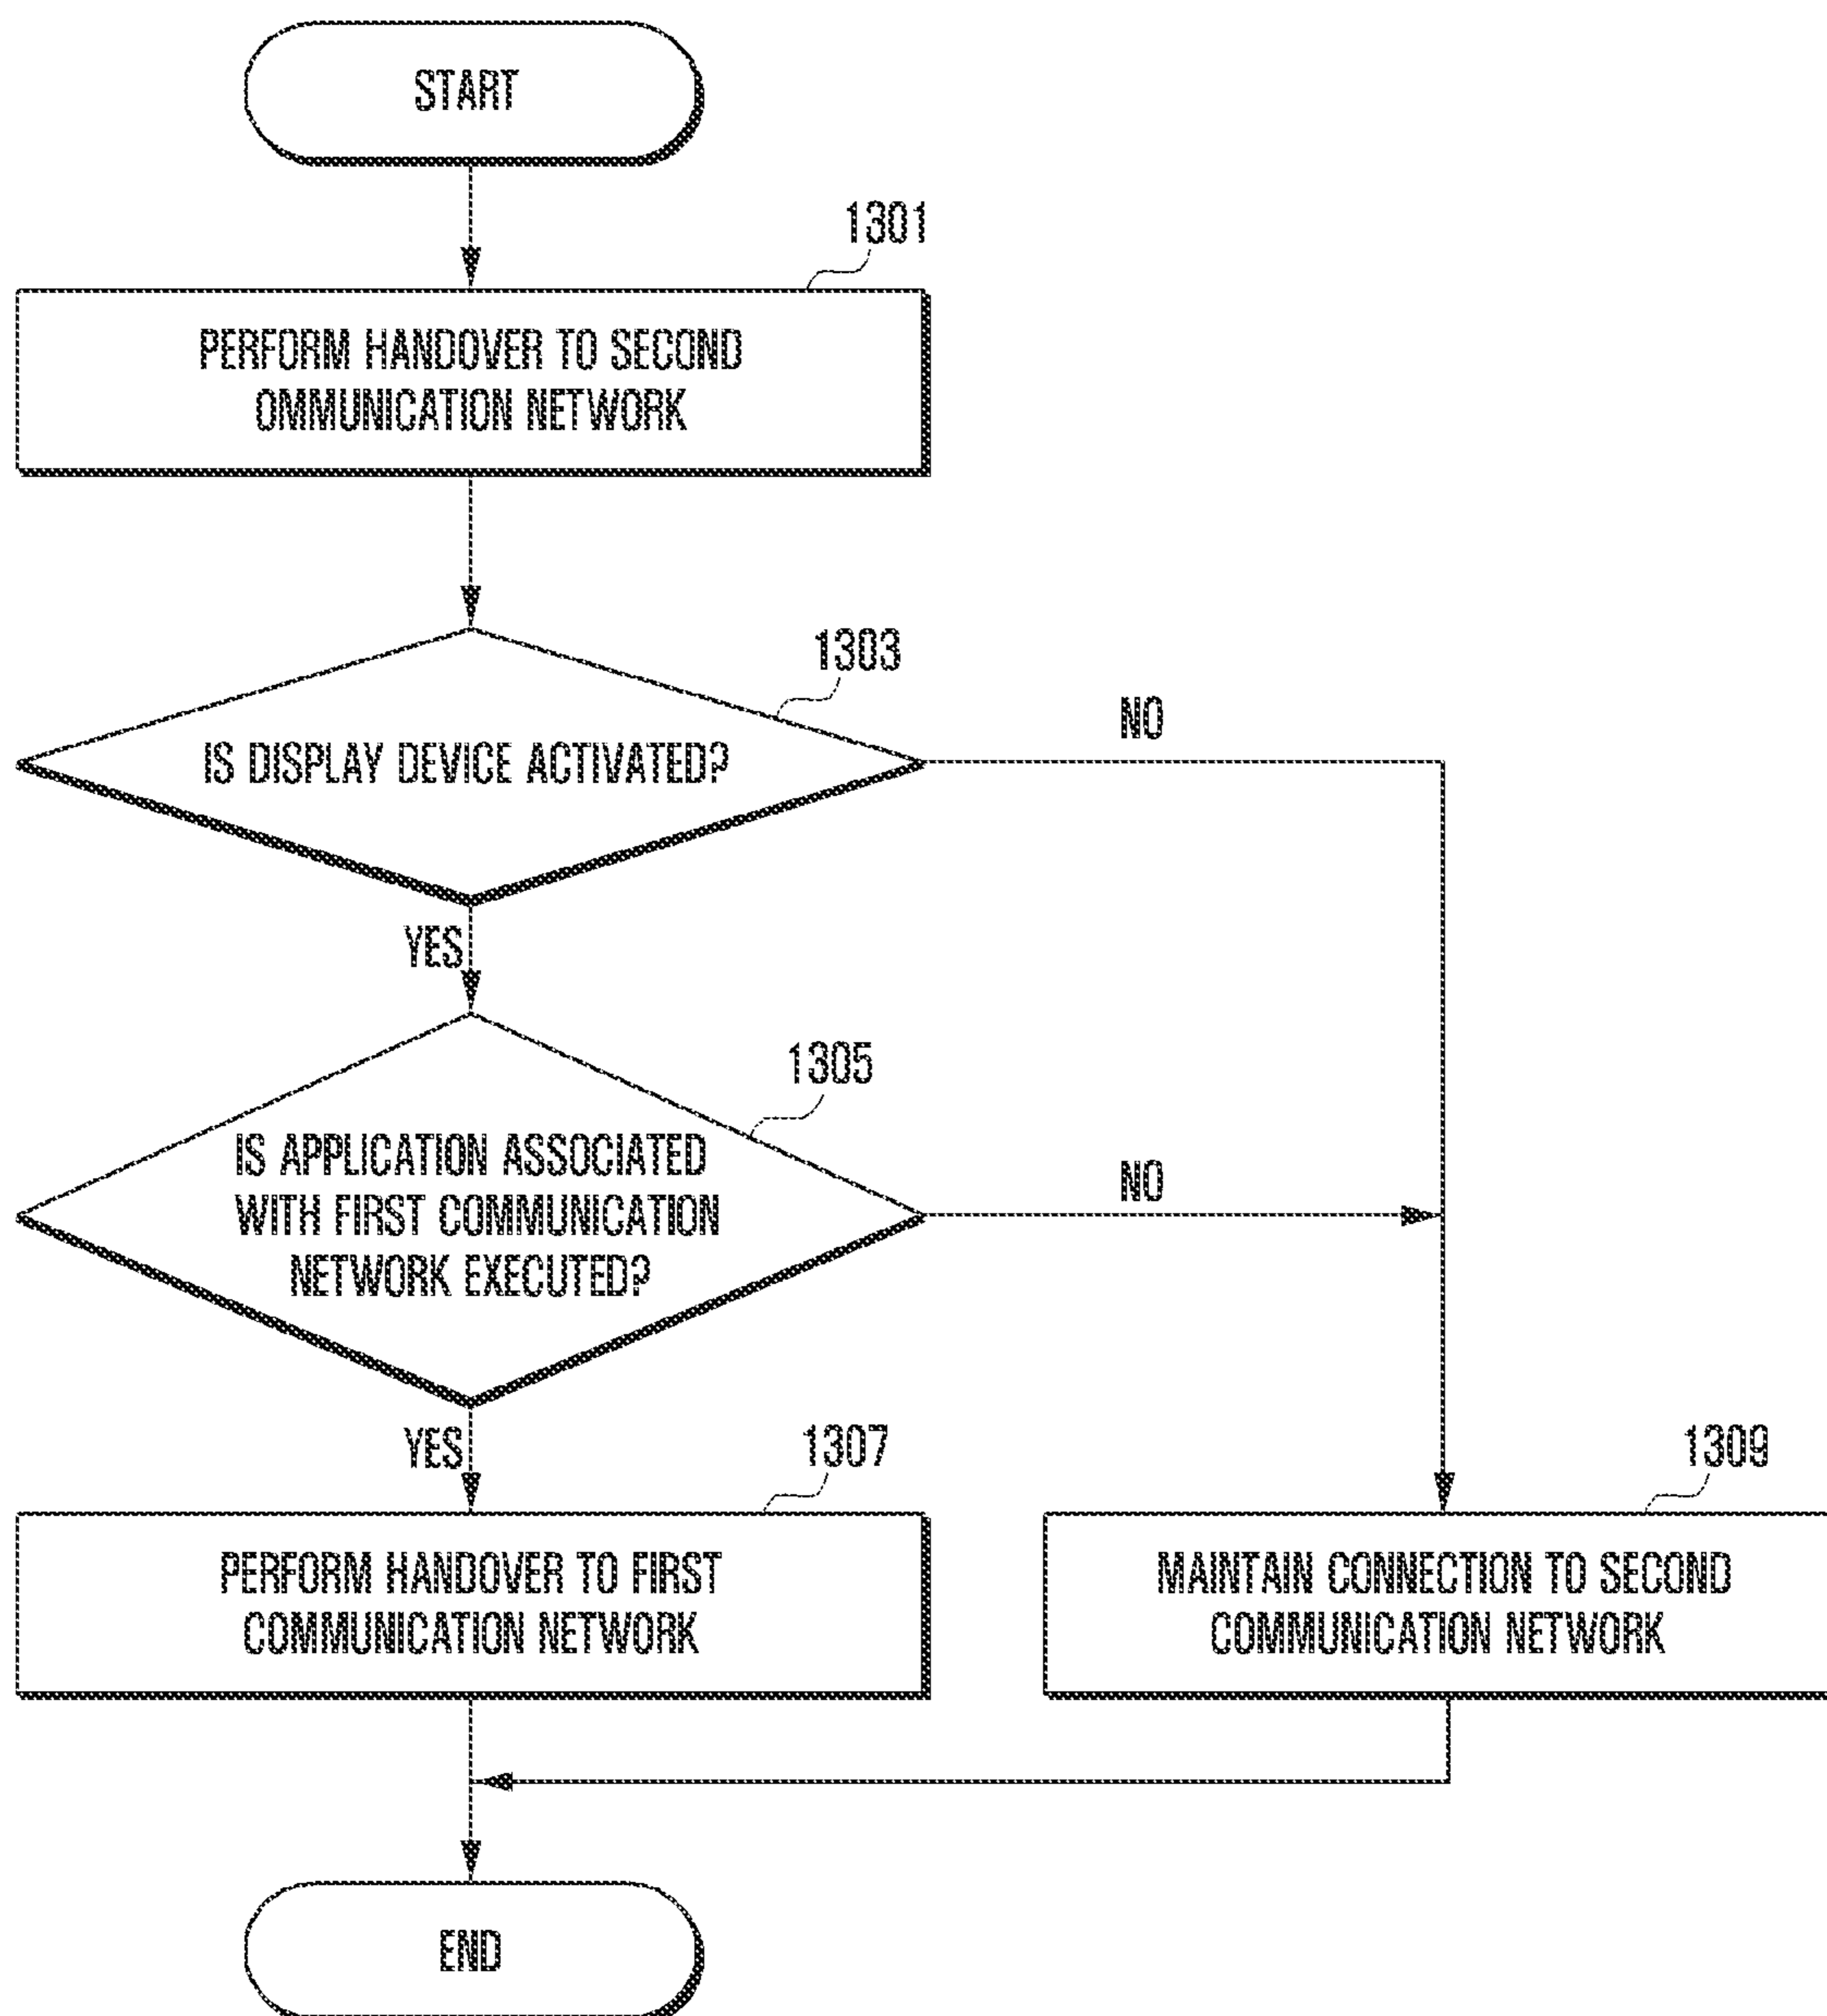 START
1301
PERFORM HANDOVER TO SECOND
OMMUNICATION NETWORK
1303
IS DISPLAY DEVICE ACTIVATED?
NO
YES
1305
IS APPLICATION ASSOCIATED
WITH FIRST COMMUNICATION
NETWORK EXECUTED?
NO
YES
1307
PERFORM HANDOVER TO FIRST
COMMUNICATION NETWORK
1309
MAINTAIN CONNECTION TO SECOND
COMMUNICATION NETWORK
END